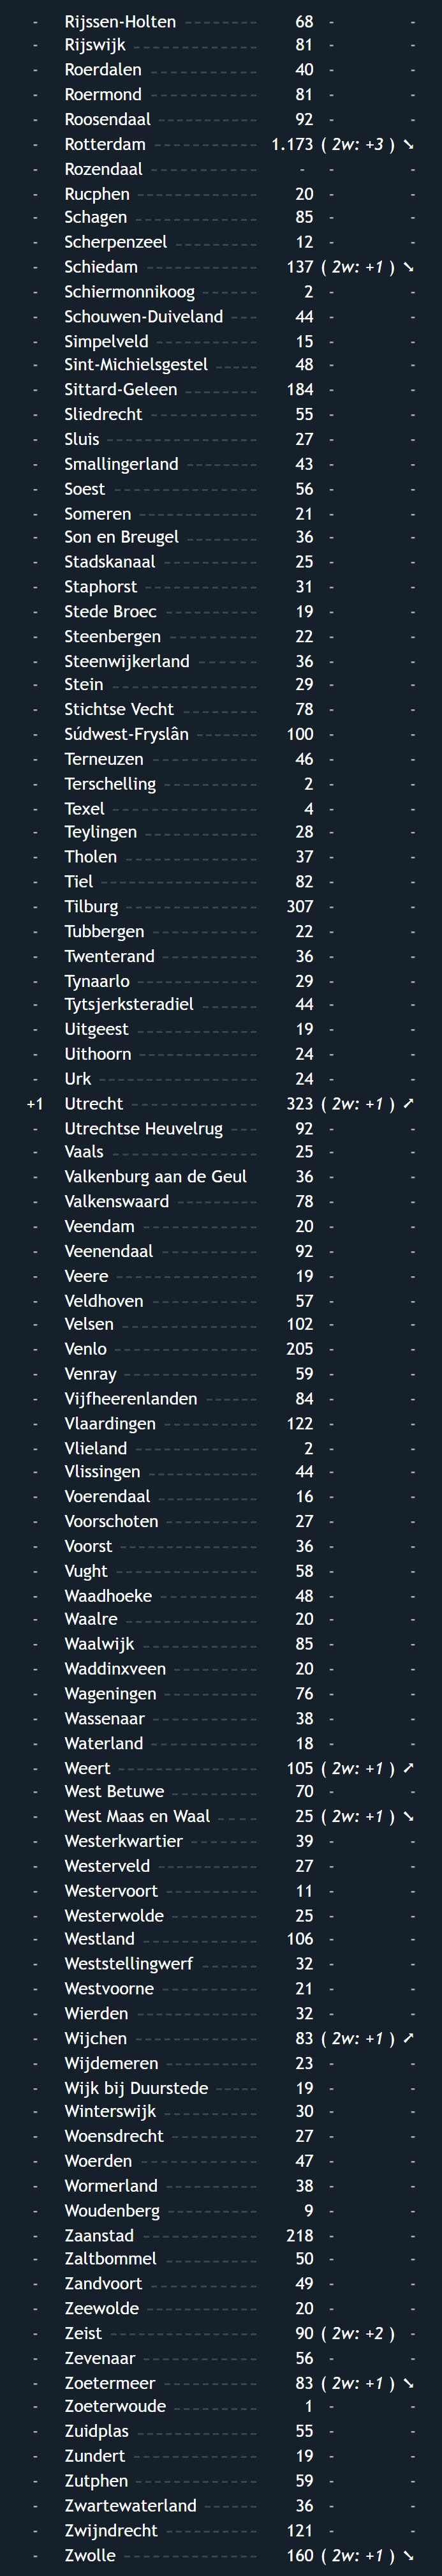 - Rijssen-Holten 68 - -
- Rijswijk 81 - -
- Roerdalen 40 - -
- Roermond 81 - -
- Roosendaal 92 - -
- Rotterdam 1.173 ( 2w: +3 ) ➘
- Rozendaal - - -
- Rucphen 20 - -
- Schagen 85 - -
- Scherpenzeel 12 - -
- Schiedam 137 ( 2w: +1 ) ➘
- Schiermonnikoog 2 - -
- Schouwen-Duiveland 44 - -
- Simpelveld 15 - -
- Sint-Michielsgestel 48 - -
- Sittard-Geleen 184 - -
- Sliedrecht 55 - -
- Sluis 27 - -
- Smallingerland 43 - -
- Soest 56 - -
- Someren 21 - -
- Son en Breugel 36 - -
- Stadskanaal 25 - -
- Staphorst 31 - -
- Stede Broec 19 - -
- Steenbergen 22 - -
- Steenwijkerland 36 - -
- Stein 29 - -
- Stichtse Vecht 78 - -
- Súdwest-Fryslân 100 - -
- Terneuzen 46 - -
- Terschelling 2 - -
- Texel 4 - -
- Teylingen 28 - -
- Tholen 37 - -
- Tiel 82 - -
- Tilburg 307 - -
- Tubbergen 22 - -
- Twenterand 36 - -
- Tynaarlo 29 - -
- Tytsjerksteradiel 44 - -
- Uitgeest 19 - -
- Uithoorn 24 - -
- Urk 24 - -
+1 Utrecht 323 ( 2w: +1 ) ➚
- Utrechtse Heuvelrug 92 - -
- Vaals 25 - -
- Valkenburg aan de Geul 36 - -
- Valkenswaard 78 - -
- Veendam 20 - -
- Veenendaal 92 - -
- Veere 19 - -
- Veldhoven 57 - -
- Velsen 102 - -
- Venlo 205 - -
- Venray 59 - -
- Vijfheerenlanden 84 - -
- Vlaardingen 122 - -
- Vlieland 2 - -
- Vlissingen 44 - -
- Voerendaal 16 - -
- Voorschoten 27 - -
- Voorst 36 - -
- Vught 58 - -
- Waadhoeke 48 - -
- Waalre 20 - -
- Waalwijk 85 - -
- Waddinxveen 20 - -
- Wageningen 76 - -
- Wassenaar 38 - -
- Waterland 18 - -
- Weert 105 ( 2w: +1 ) ➚
- West Betuwe 70 - -
- West Maas en Waal 25 ( 2w: +1 ) ➘
- Westerkwartier 39 - -
- Westerveld 27 - -
- Westervoort 11 - -
- Westerwolde 25 - -
- Westland 106 - -
- Weststellingwerf 32 - -
- Westvoorne 21 - -
- Wierden 32 - -
- Wijchen 83 ( 2w: +1 ) ➚
- Wijdemeren 23 - -
- Wijk bij Duurstede 19 - -
- Winterswijk 30 - -
- Woensdrecht 27 - -
- Woerden 47 - -
- Wormerland 38 - -
- Woudenberg 9 - -
- Zaanstad 218 - -
- Zaltbommel 50 - -
- Zandvoort 49 - -
- Zeewolde 20 - -
- Zeist 90 ( 2w: +2 ) -
- Zevenaar 56 - -
- Zoetermeer 83 ( 2w: +1 ) ➘
- Zoeterwoude 1 - -
- Zuidplas 55 - -
- Zundert 19 - -
- Zutphen 59 - -
- Zwartewaterland 36 - -
- Zwijndrecht 121 - -
- Zwolle 160 ( 2w: +1 ) ➘